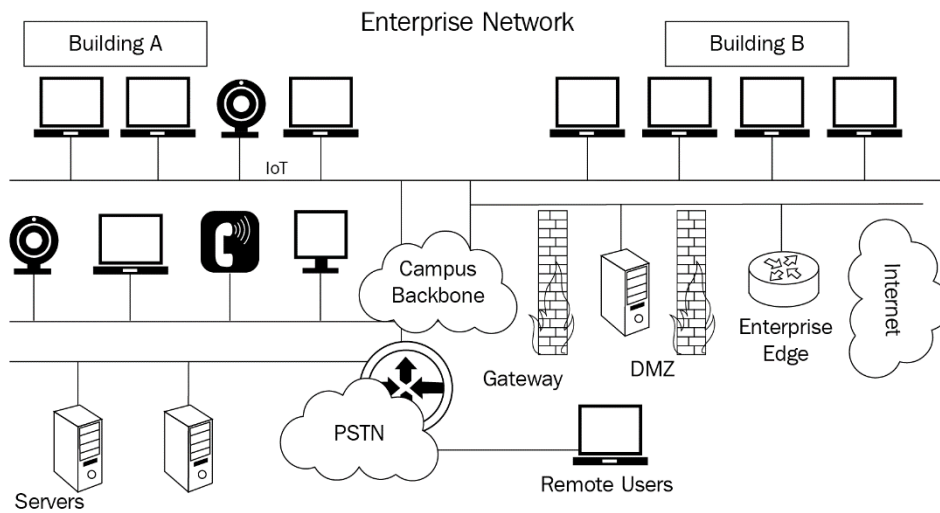 Enterprise Network
Building A
Building B
IoT
Campus
Backbone
Internet
Enterprise
Edge
Gateway
DMZ
PSTN
Remote Users
Servers